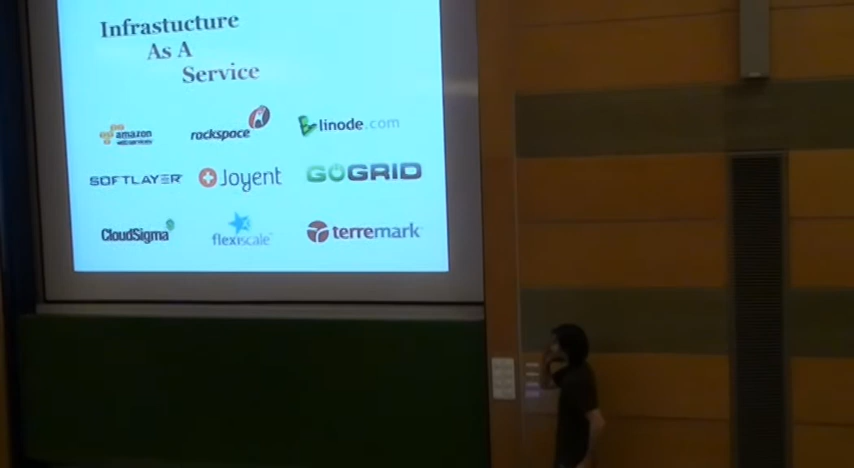 Infrastucture
As A
Service
amazon
rackspace
linode.com
SOFTLAYER
Joyent
GOGRID
CloudSigma
flexiscale
terremark